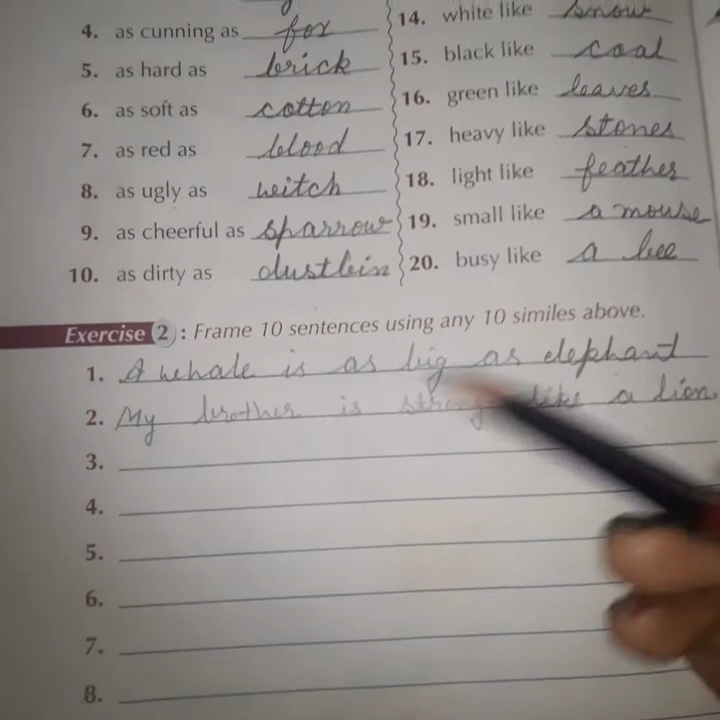 4. as cunning as fox
5. as hard as brick
6. as soft as cotton
7. as red as blood
8. as ugly as witch
9. as cheerful as sparrow
10. as dirty as dustbin
14. white like snow
15. black like coal
16. green like leaves
17. heavy like stones
18. light like feather
19. small like a mouse
20. busy like a bee
Exercise 2 : Frame 10 sentences using any 10 similes above.
1. A whale is as big as elephant
2. My brother is strong like a lion.
3.
4.
5.
6.
7.
8.